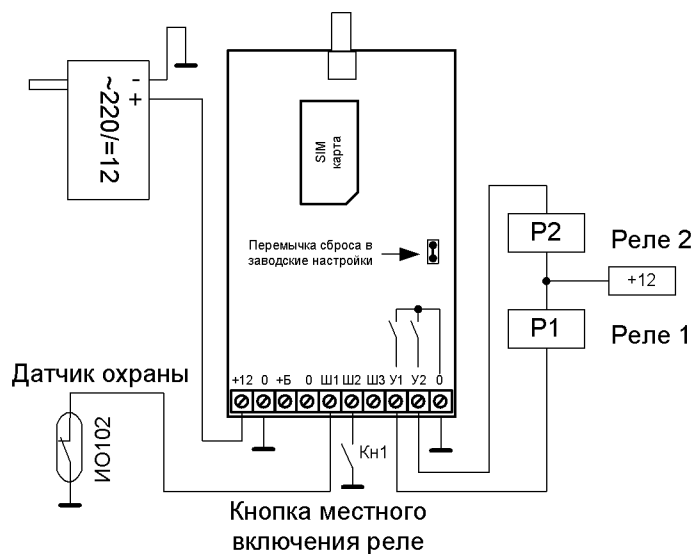 -
+
~220/=12
SIM
карта
Перемычка сброса в
заводские настройки
P2
Реле 2
+12
P1
Реле 1
Датчик охраны
+12 0 +Б 0 Ш1 Ш2 Ш3 У1 У2 0
ИО102
Кн1
Кнопка местного
включения реле